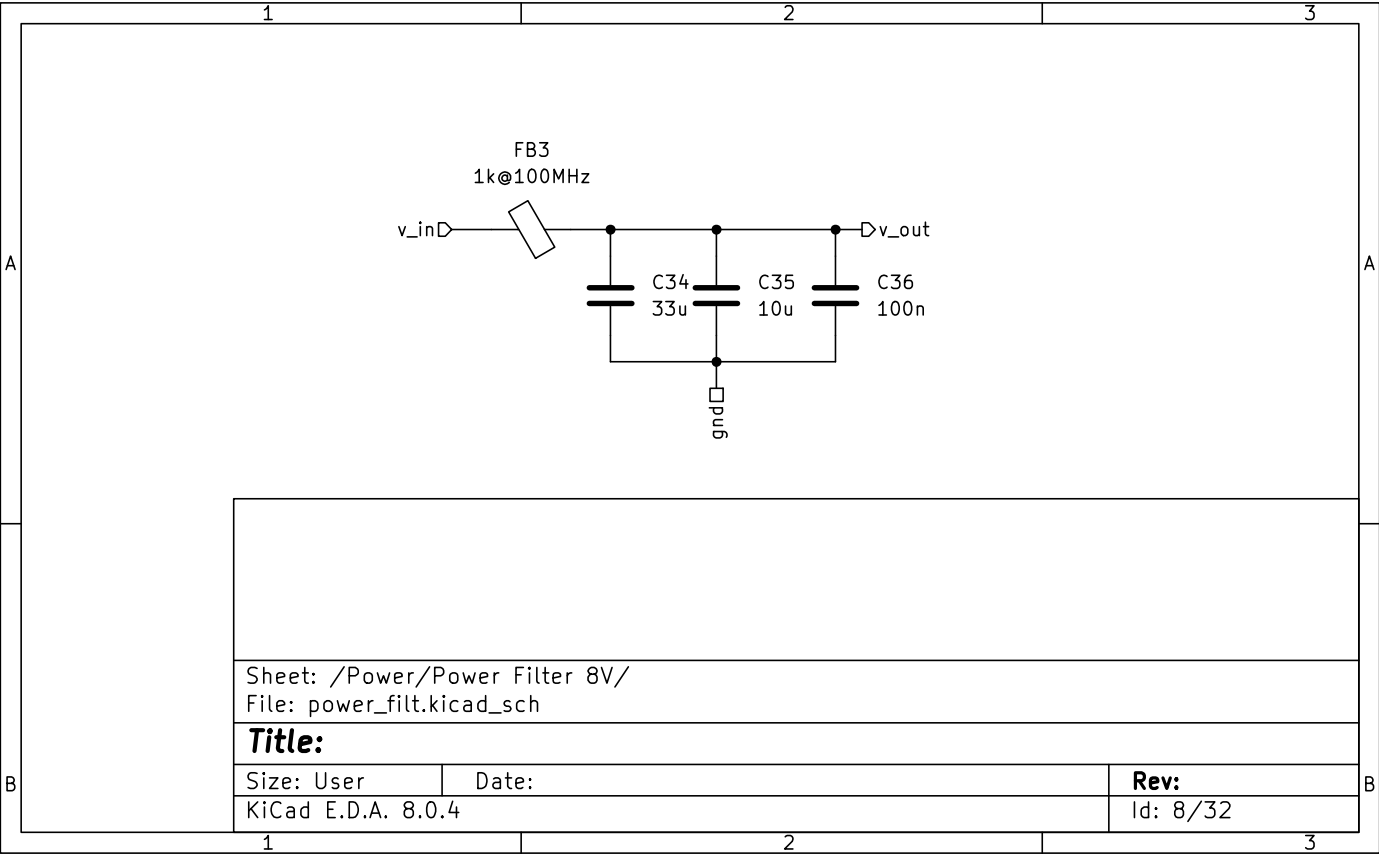 1 2 3
FB3
1k@100MHz
v_in
v_out
A A
C34 C35 C36
33u 10u 100n
gnd
Sheet: /Power/Power Filter 8V/
File: power_filt.kicad_sch
Title:
Size: User Date: Rev:
B B
KiCad E.D.A. 8.0.4 Id: 8/32
1 2 3